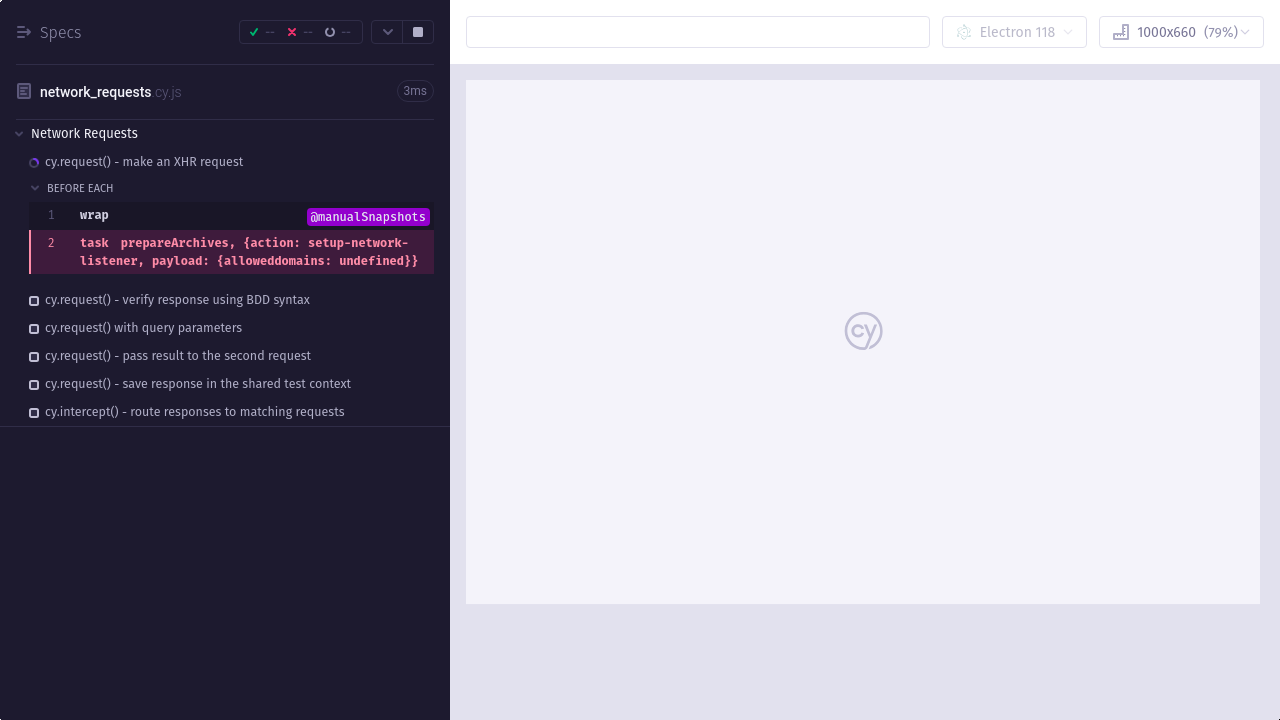 Specs
--
--
--
Electron 118
1000x660 (79%)
network_requests.cy.js
3ms
Network Requests
cy.request() - make an XHR request
BEFORE EACH
1 wrap @manualSnapshots
2 task prepareArchives, {action: setup-network-
listener, payload: {alloweddomains: undefined}}
cy.request() - verify response using BDD syntax
cy.request() with query parameters
cy.request() - pass result to the second request
cy.request() - save response in the shared test context
cy.intercept() - route responses to matching requests
cy